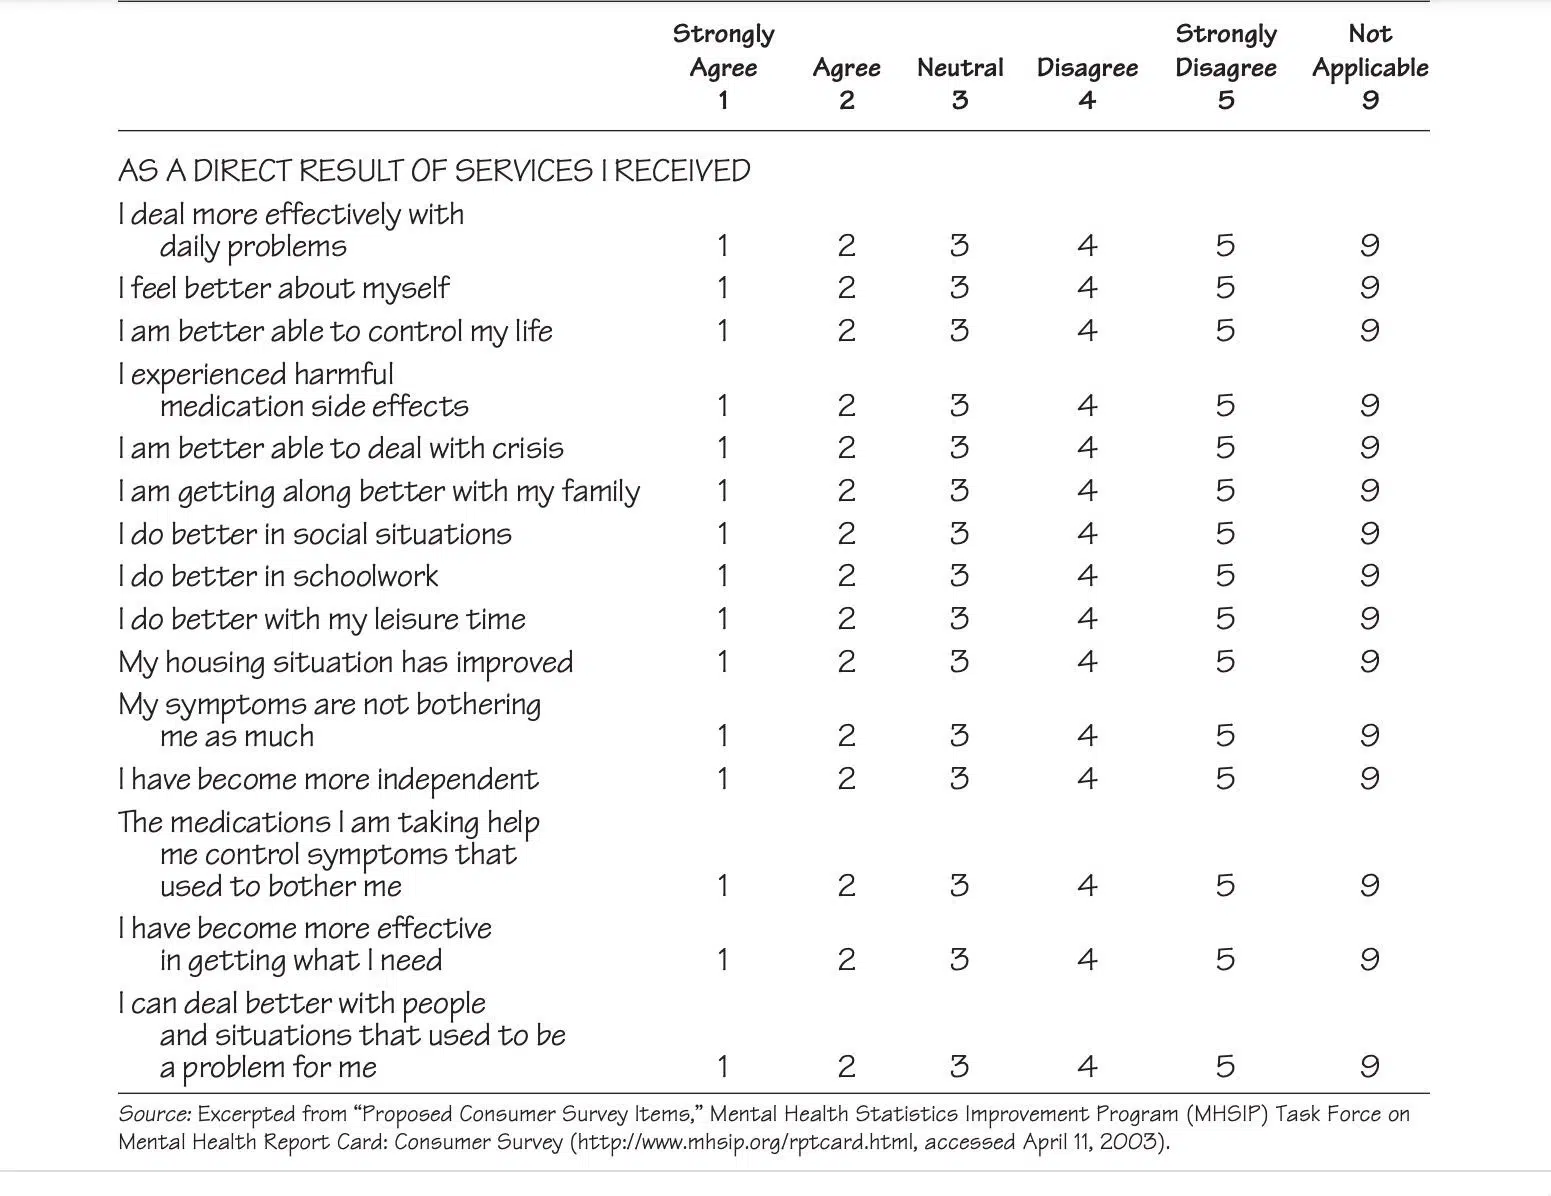 Strongly Strongly Not
Agree Agree Neutral Disagree Disagree Applicable
1 2 3 4 5 9
AS A DIRECT RESULT OF SERVICES I RECEIVED
I deal more effectively with
daily problems 1 2 3 4 5 9
I feel better about myself 1 2 3 4 5 9
I am better able to control my life 1 2 3 4 5 9
I experienced harmful
medication side effects 1 2 3 4 5 9
I am better able to deal with crisis 1 2 3 4 5 9
I am getting along better with my family 1 2 3 4 5 9
I do better in social situations 1 2 3 4 5 9
I do better in schoolwork 1 2 3 4 5 9
I do better with my leisure time 1 2 3 4 5 9
My housing situation has improved 1 2 3 4 5 9
My symptoms are not bothering
me as much 1 2 3 4 5 9
I have become more independent 1 2 3 4 5 9
The medications I am taking help
me control symptoms that
used to bother me 1 2 3 4 5 9
I have become more effective
in getting what I need 1 2 3 4 5 9
I can deal better with people
and situations that used to be
a problem for me 1 2 3 4 5 9
Source: Excerpted from “Proposed Consumer Survey Items,” Mental Health Statistics Improvement Program (MHSIP) Task Force on
Mental Health Report Card: Consumer Survey (http://www.mhsip.org/rptcard.html, accessed April 11, 2003).